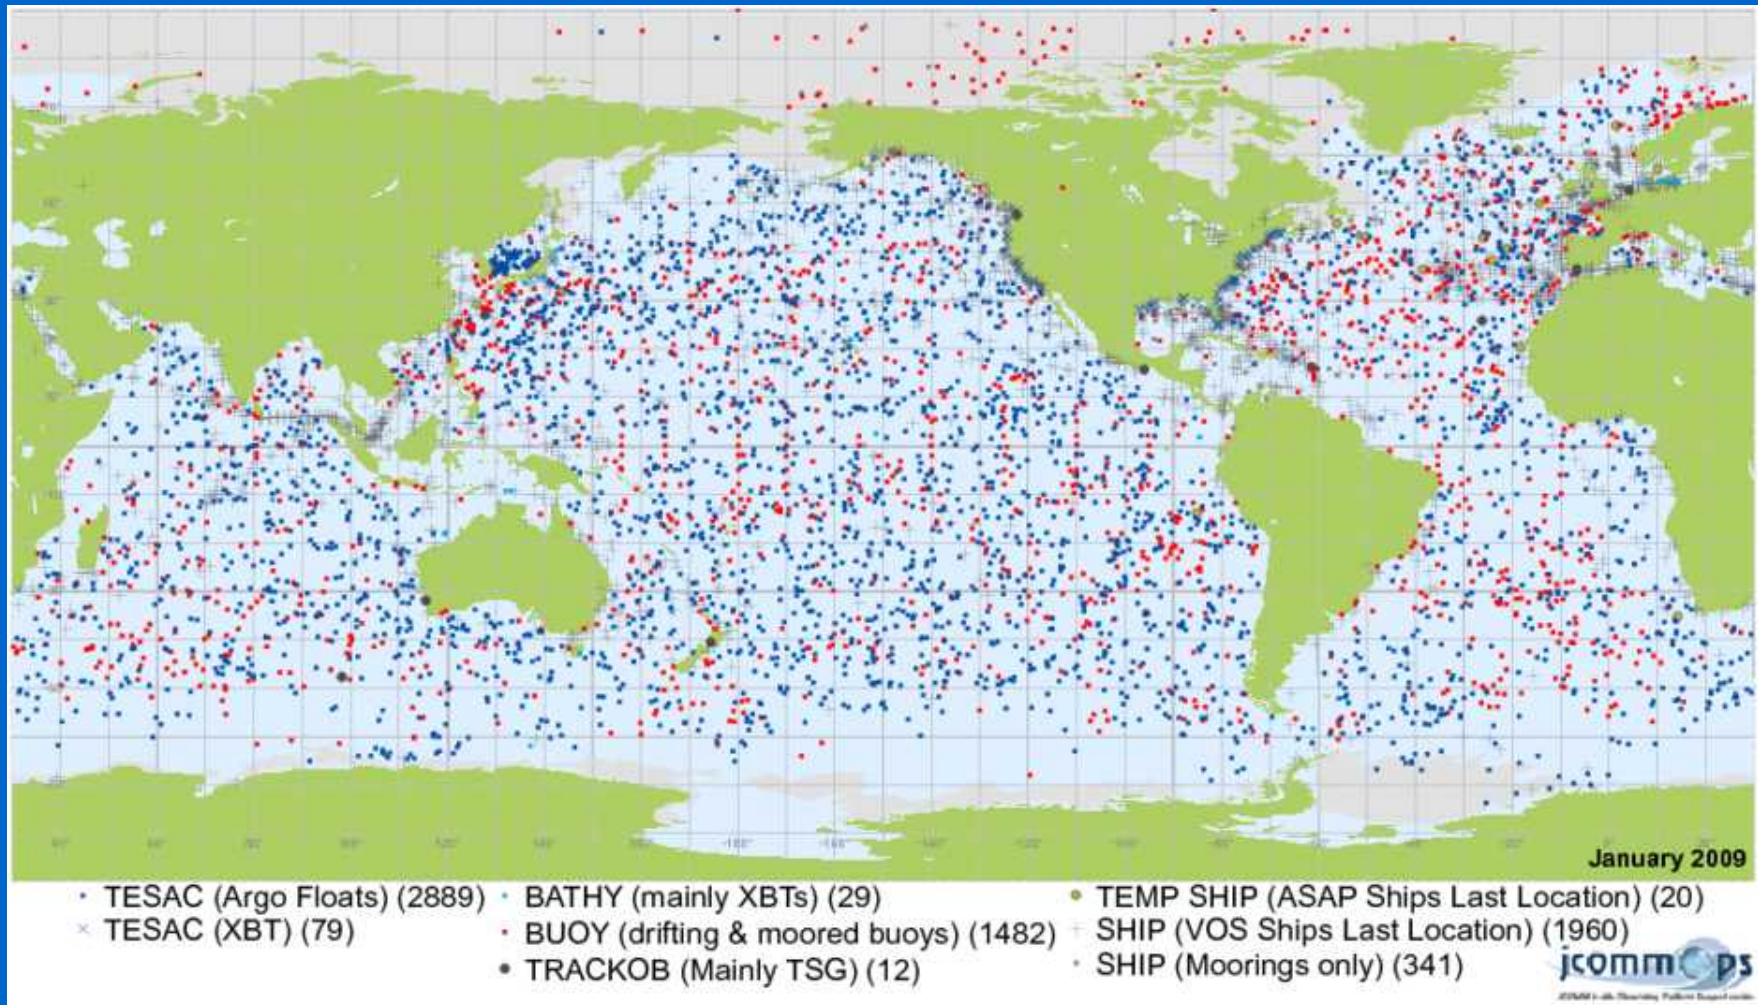 January 2009
TESAC (Argo Floats) (2889)
BATHY (mainly XBTs) (29)
TEMP SHIP (ASAP Ships Last Location) (20)
TESAC (XBT) (79)
BUOY (drifting & moored buoys) (1482)
SHIP (VOS Ships Last Location) (1960)
TRACKOB (Mainly TSG) (12)
SHIP (Moorings only) (341)
jcommops